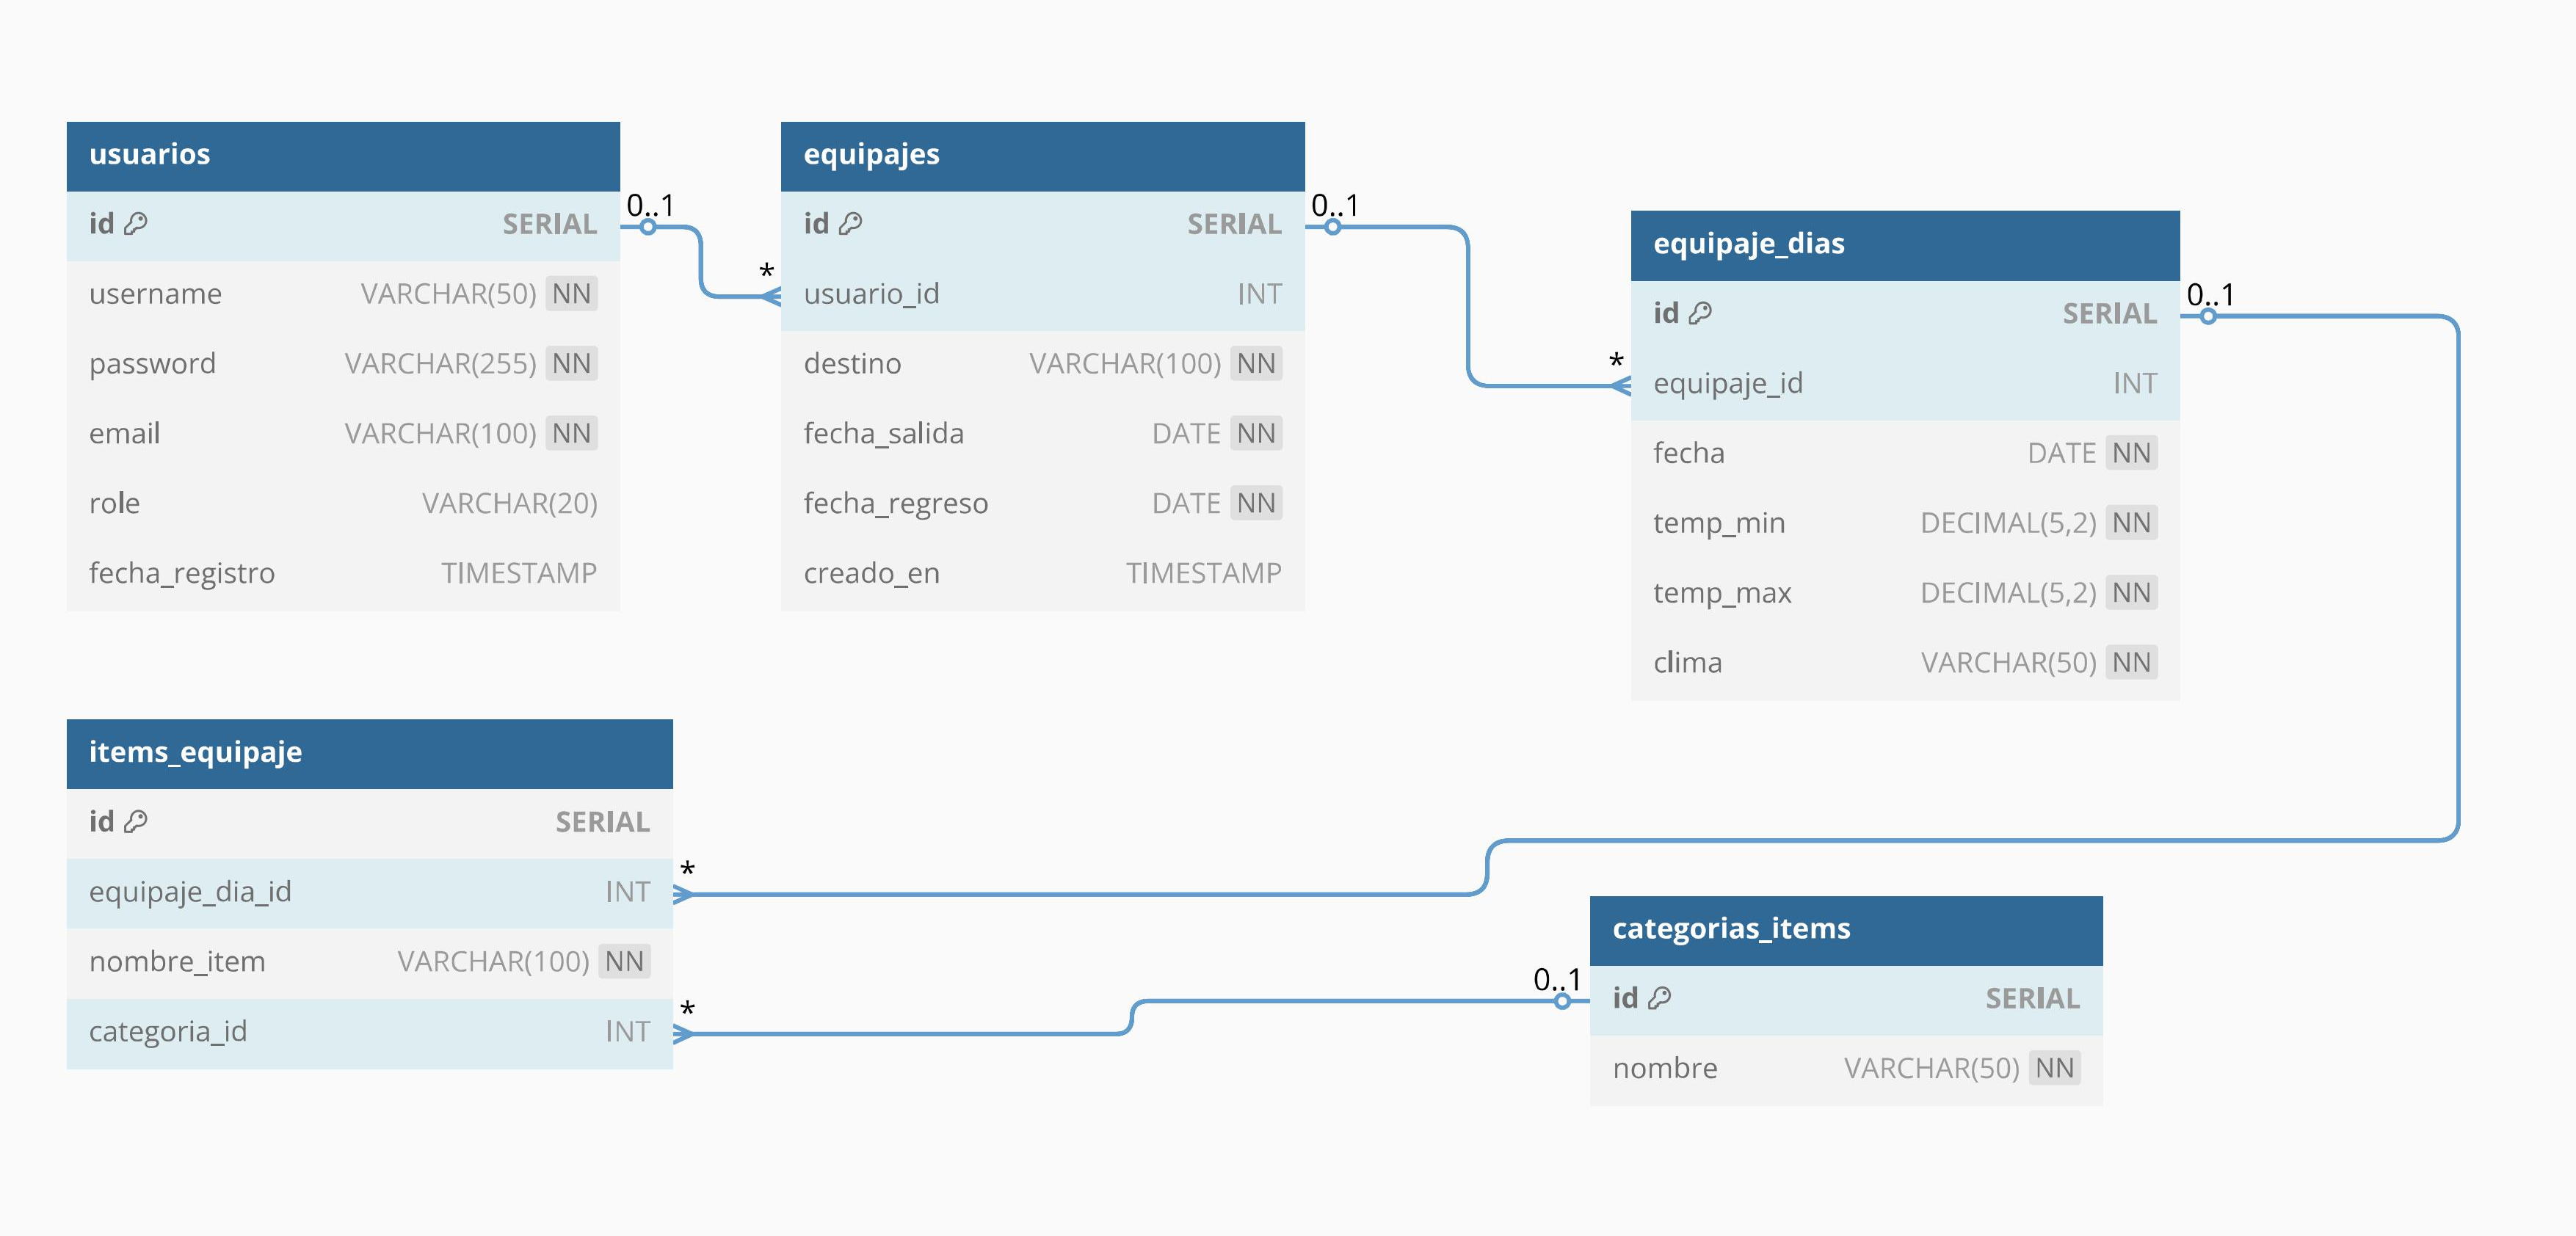 usuarios
id SERIAL
username VARCHAR(50) NN
password VARCHAR(255) NN
email VARCHAR(100) NN
role VARCHAR(20)
fecha_registro TIMESTAMP
0..1
*
equipajes
id SERIAL
usuario_id INT
destino VARCHAR(100) NN
fecha_salida DATE NN
fecha_regreso DATE NN
creado_en TIMESTAMP
0..1
*
equipaje_dias
id SERIAL
equipaje_id INT
fecha DATE NN
temp_min DECIMAL(5,2) NN
temp_max DECIMAL(5,2) NN
clima VARCHAR(50) NN
0..1
items_equipaje
id SERIAL
equipaje_dia_id INT
nombre_item VARCHAR(100) NN
categoria_id INT
*
*
0..1
categorias_items
id SERIAL
nombre VARCHAR(50) NN